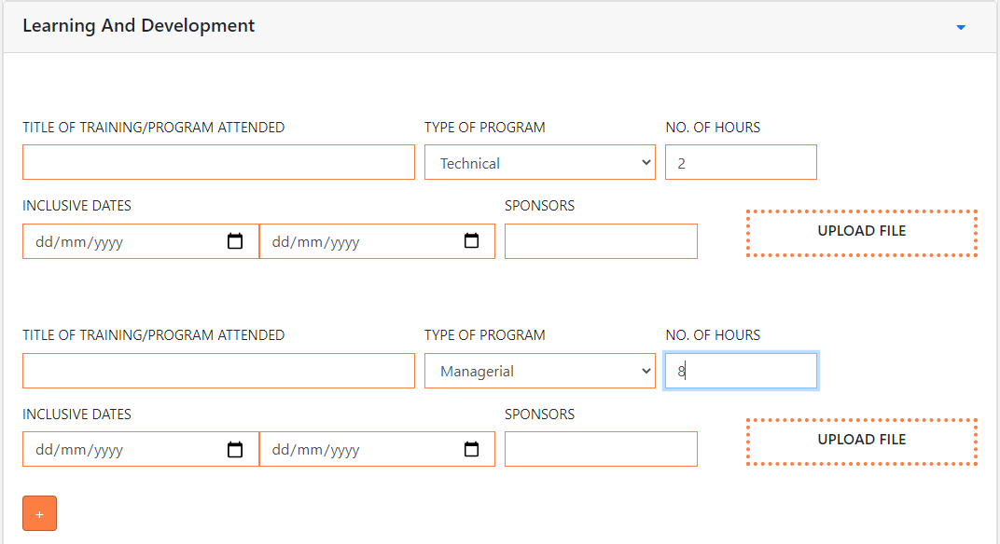 Learning And Development
TITLE OF TRAINING/PROGRAM ATTENDED TYPE OF PROGRAM NO. OF HOURS
Technical 2
INCLUSIVE DATES SPONSORS
dd/mm/yyyy dd/mm/yyyy UPLOAD FILE
TITLE OF TRAINING/PROGRAM ATTENDED TYPE OF PROGRAM NO. OF HOURS
Managerial 8
INCLUSIVE DATES SPONSORS
dd/mm/yyyy dd/mm/yyyy UPLOAD FILE
+